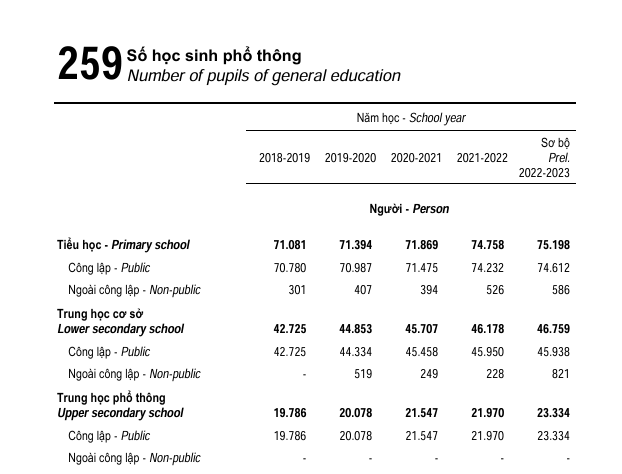 259 Số học sinh phổ thông
Number of pupils of general education
Năm học - School year
2018-2019 2019-2020 2020-2021 2021-2022 Sơ bộ Prel. 2022-2023
Người - Person
Tiểu học - Primary school 71.081 71.394 71.869 74.758 75.198
Công lập - Public 70.780 70.987 71.475 74.232 74.612
Ngoài công lập - Non-public 301 407 394 526 586
Trung học cơ sở
Lower secondary school 42.725 44.853 45.707 46.178 46.759
Công lập - Public 42.725 44.334 45.458 45.950 45.938
Ngoài công lập - Non-public - 519 249 228 821
Trung học phổ thông
Upper secondary school 19.786 20.078 21.547 21.970 23.334
Công lập - Public 19.786 20.078 21.547 21.970 23.334
Ngoài công lập - Non-public - - - - -